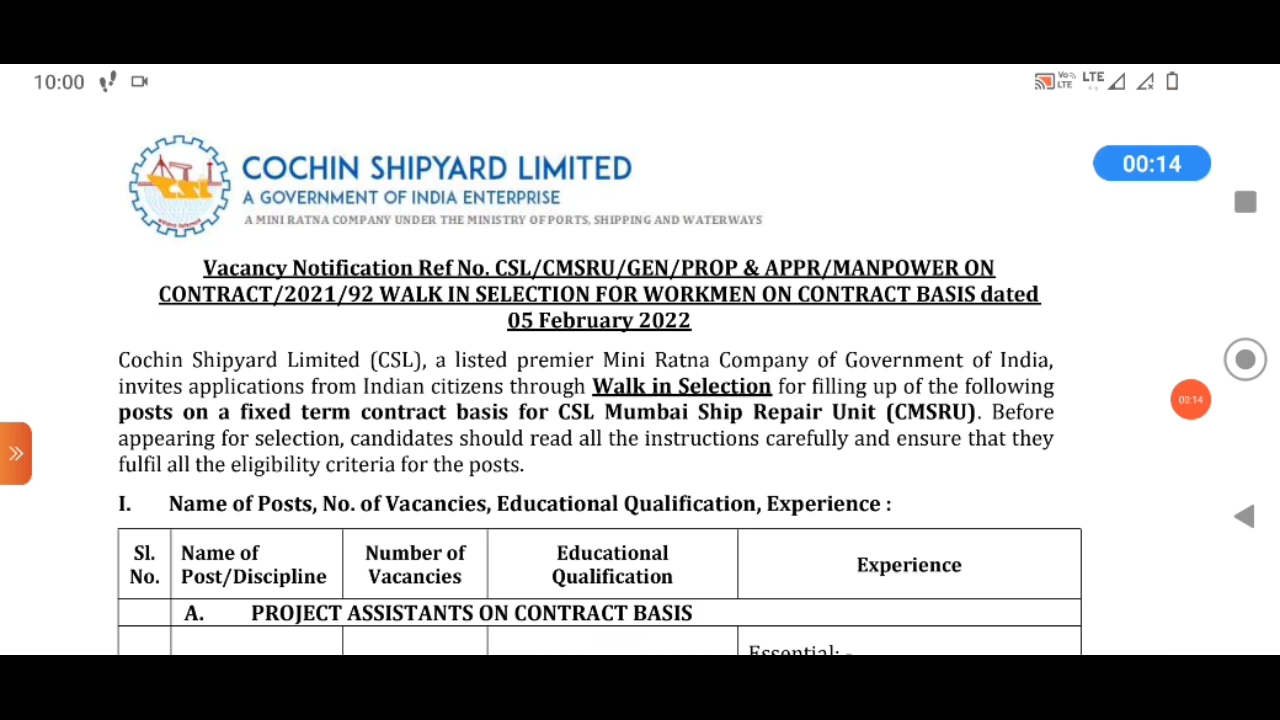 10:00
Vo LTE LTE
COCHIN SHIPYARD LIMITED
A GOVERNMENT OF INDIA ENTERPRISE
A MINI RATNA COMPANY UNDER THE MINISTRY OF PORTS, SHIPPING AND WATERWAYS
CSL
00:14
Vacancy Notification Ref No. CSL/CMSRU/GEN/PROP & APPR/MANPOWER ON
CONTRACT/2021/92 WALK IN SELECTION FOR WORKMEN ON CONTRACT BASIS dated
05 February 2022
Cochin Shipyard Limited (CSL), a listed premier Mini Ratna Company of Government of India,
invites applications from Indian citizens through Walk in Selection for filling up of the following
posts on a fixed term contract basis for CSL Mumbai Ship Repair Unit (CMSRU). Before
00:14
appearing for selection, candidates should read all the instructions carefully and ensure that they
fulfil all the eligibility criteria for the posts.
I. Name of Posts, No. of Vacancies, Educational Qualification, Experience :
Sl. No.
Name of Post/Discipline
Number of Vacancies
Educational Qualification
Experience
A. PROJECT ASSISTANTS ON CONTRACT BASIS
Essential: -